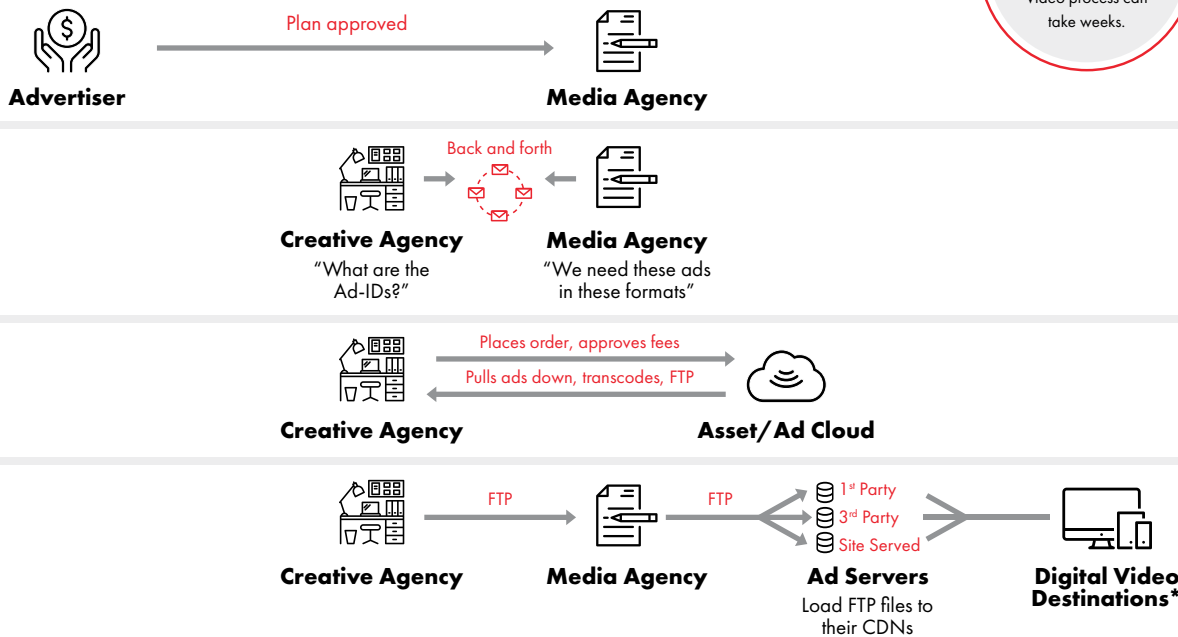 video process can
take weeks.
Plan approved
Advertiser
Media Agency
Back and forth
Creative Agency
Media Agency
“What are the
Ad-IDs?”
“We need these ads
in these formats”
Places order, approves fees
Pulls ads down, transcodes, FTP
Creative Agency
Asset/Ad Cloud
FTP
FTP
1st Party
3rd Party
Site Served
Creative Agency
Media Agency
Ad Servers
Digital Video
Destinations*
Load FTP files to
their CDNs